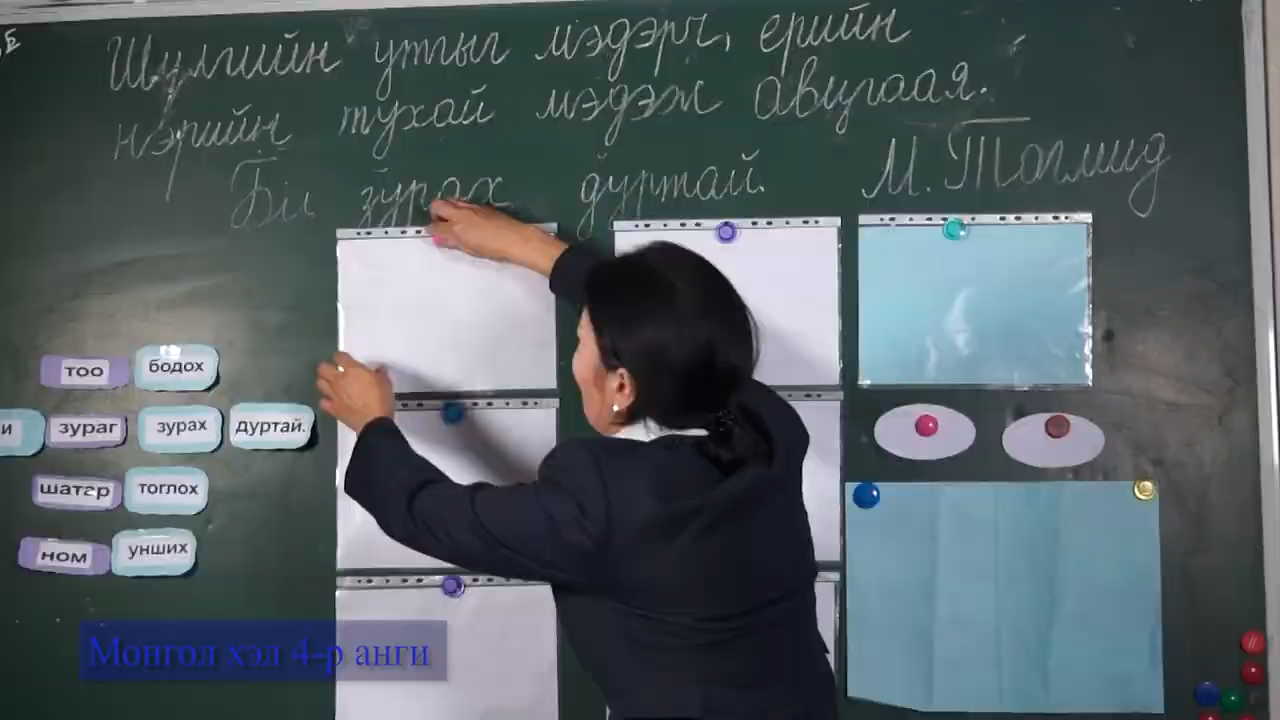 Шүлгийн утгыг мэдэрч, ерийн
нэрийн тухай мэдэж авцгаая.
Би зурах дуртай.
М. Тоглмид
тоо бодох
и зураг зурах дуртай.
шатар тоглох
ном унших
Монгол хэл 4-р анги